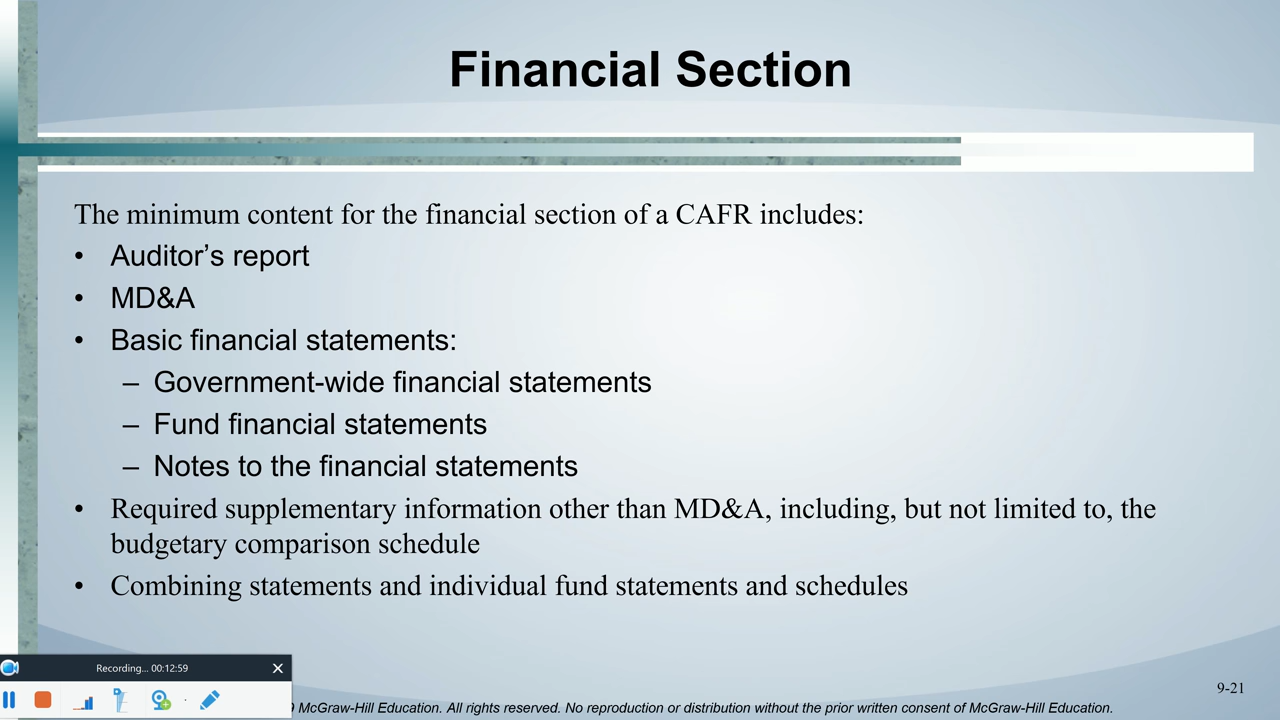 Financial Section
The minimum content for the financial section of a CAFR includes:
• Auditor’s report
• MD&A
• Basic financial statements:
– Government-wide financial statements
– Fund financial statements
– Notes to the financial statements
• Required supplementary information other than MD&A, including, but not limited to, the
budgetary comparison schedule
• Combining statements and individual fund statements and schedules
Recording... 00:12:59
9-21
McGraw-Hill Education. All rights reserved. No reproduction or distribution without the prior written consent of McGraw-Hill Education.